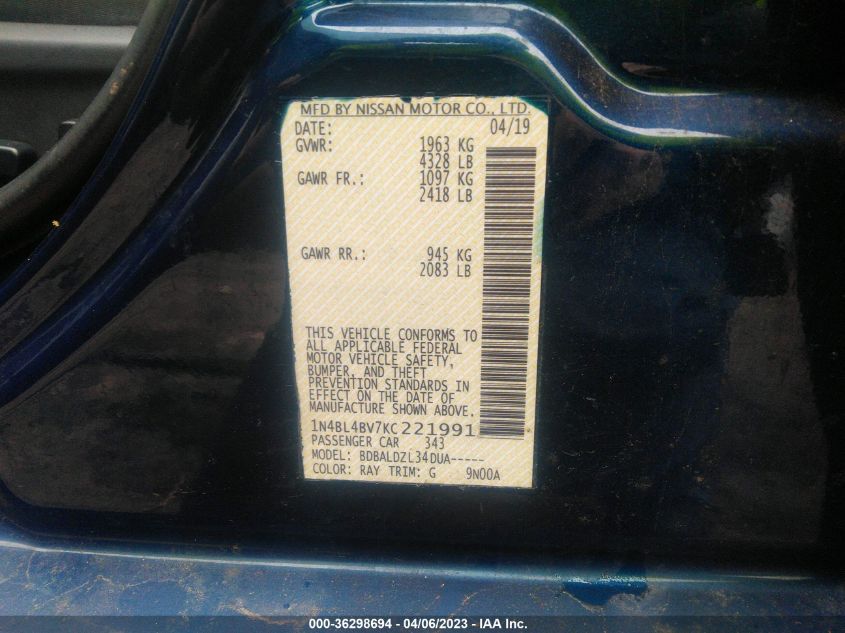 MFD BY NISSAN MOTOR CO., LTD.
DATE: 04/19
GVWR: 1963 KG
4328 LB
GAWR FR.: 1097 KG
2418 LB
GAWR RR.: 945 KG
2083 LB
THIS VEHICLE CONFORMS TO
ALL APPLICABLE FEDERAL
MOTOR VEHICLE SAFETY,
BUMPER, AND THEFT
PREVENTION STANDARDS IN
EFFECT ON THE DATE OF
MANUFACTURE SHOWN ABOVE.
1N4BL4BV7KC221991
PASSENGER CAR 343
MODEL: BDBALDZL34DUA-----
COLOR: RAY TRIM: G 9N00A
000-36298694 - 04/06/2023 - IAA Inc.